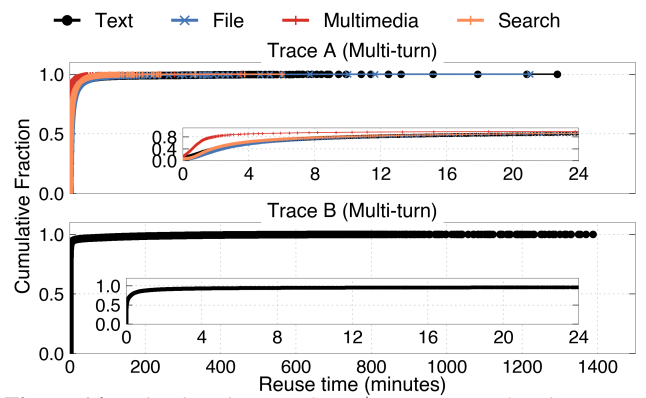 Text File Multimedia Search
Trace A (Multi-turn)
1.0
0.5
0.0
0.8
0.4
0.0
0 4 8 12 16 20 24
Cumulative Fraction
Trace B (Multi-turn)
1.0
0.5
0.0
1.0
0.5
0.0
0 4 8 12 16 20 24
0 200 400 600 800 1000 1200 1400
Reuse time (minutes)